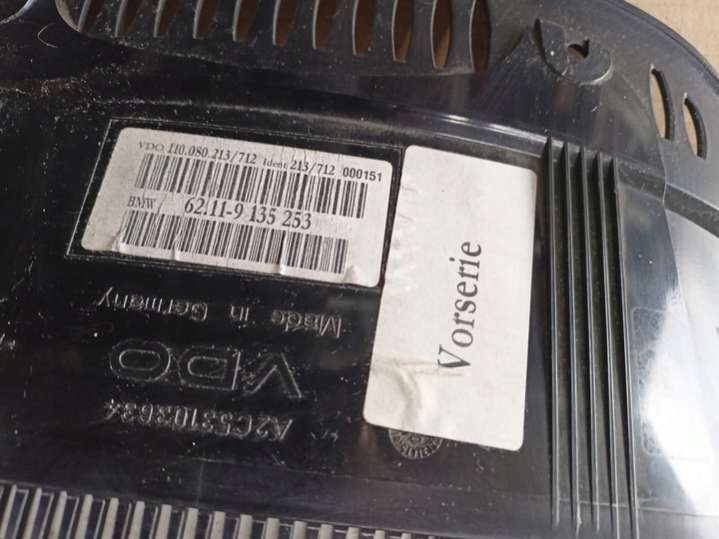 VDO 110.080.213/712 Ident 213/712 000151
BMW 62.11-9 135 253
Vorserie
Made in Germany
VDO
A2C53103634